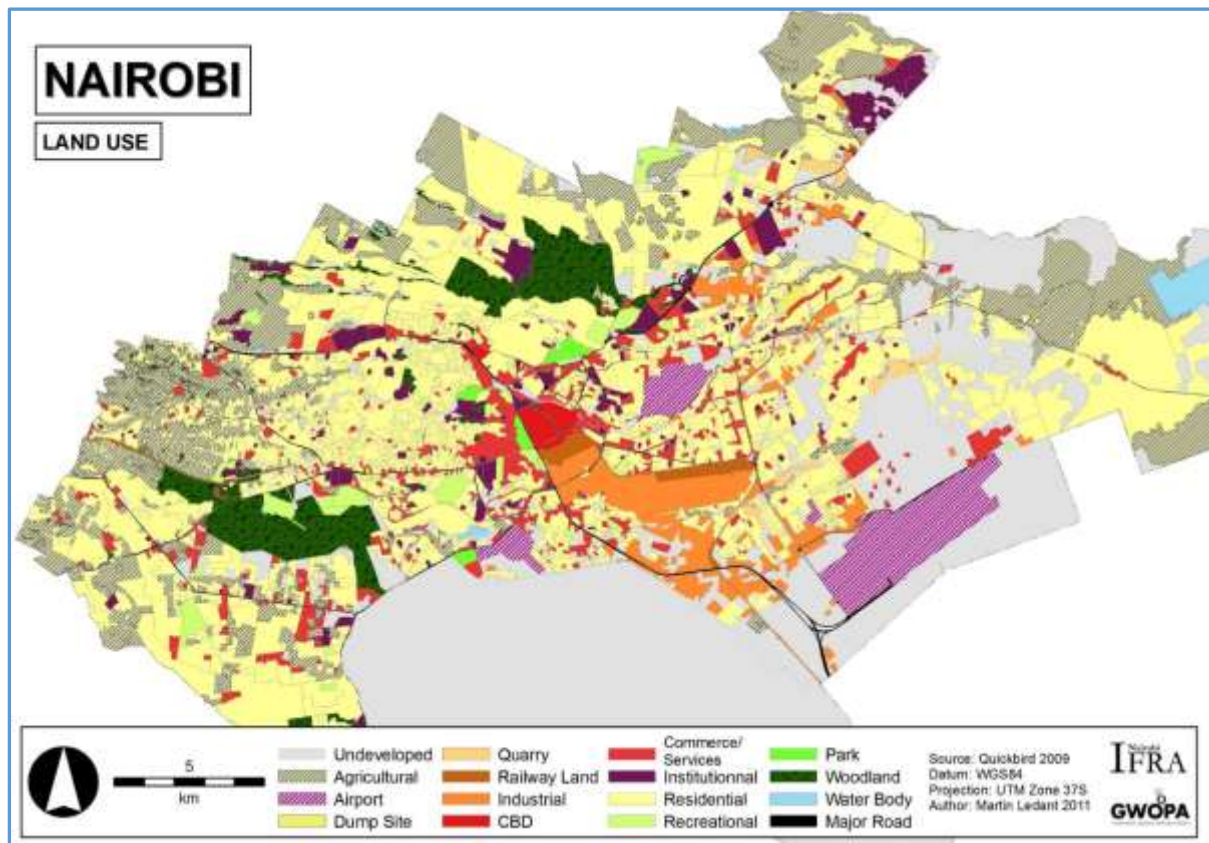 NAIROBI
LAND USE
5
km
Undeveloped
Agricultural
Airport
Dump Site
Quarry
Railway Land
Industrial
CBD
Commerce/
Services
Institutionnal
Residential
Recreational
Park
Woodland
Water Body
Major Road
Source: Quickbird 2009
Datum: WGS84
Projection: UTM Zone 37S
Author: Martin Ledant 2011
Nairobi
IFRA
GWOPA